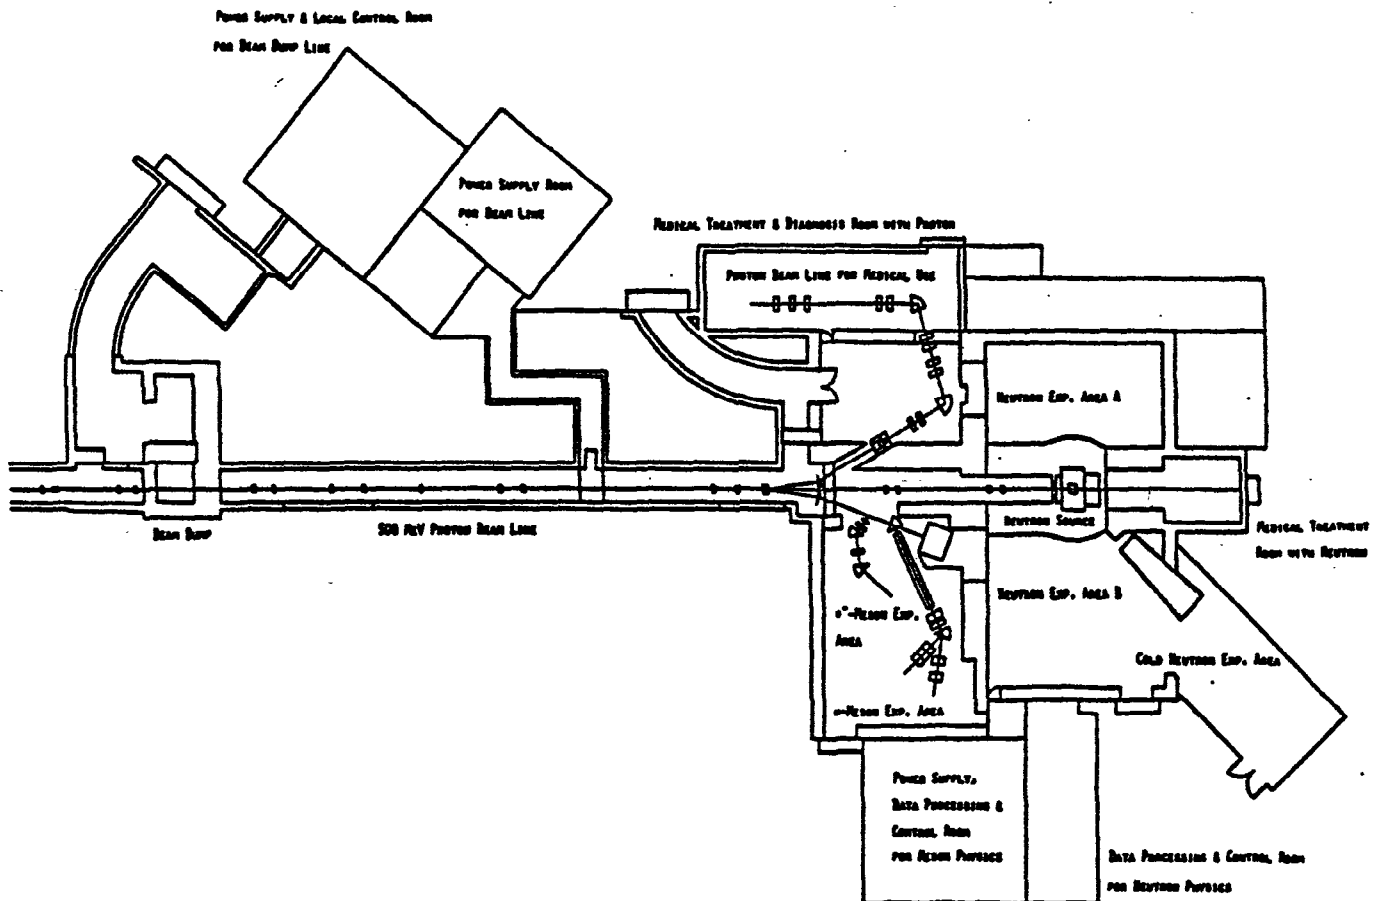 Power Supply & Local Control Room
for Beam Dump Line
Power Supply Room
for Beam Line
Medical Treatment & Diagnosis Room with Proton
Proton Beam Line for Medical Use
Neutron Exp. Area A
Beam Dump
500 MeV Proton Beam Line
Neutron Source
Medical Treatment
Room with Neutron
Neutron Exp. Area B
-Meson Exp.
Area
Cold Neutron Exp. Area
-Meson Exp. Area
Power Supply,
Data Processing &
Control Room
for Meson Physics
Data Processing & Control Room
for Neutron Physics